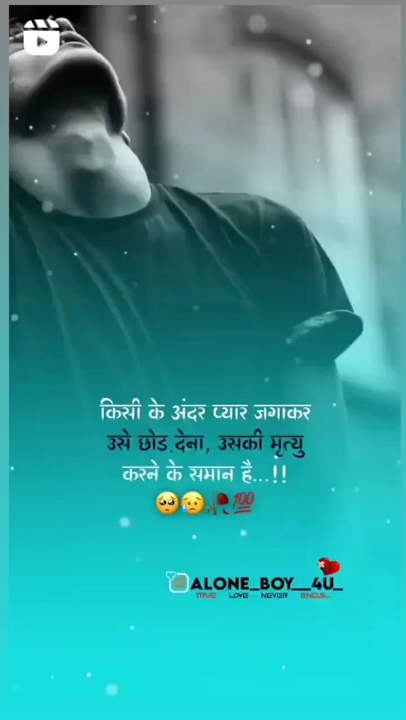 किसी के अंदर प्यार जगाकर
उसे छोड.देना, उसकी मृत्यु
करने के समान है...!!
🥺😥🥀💯
ALONE_BOY__4U_
TRUE LOVE NEVER ENDS...